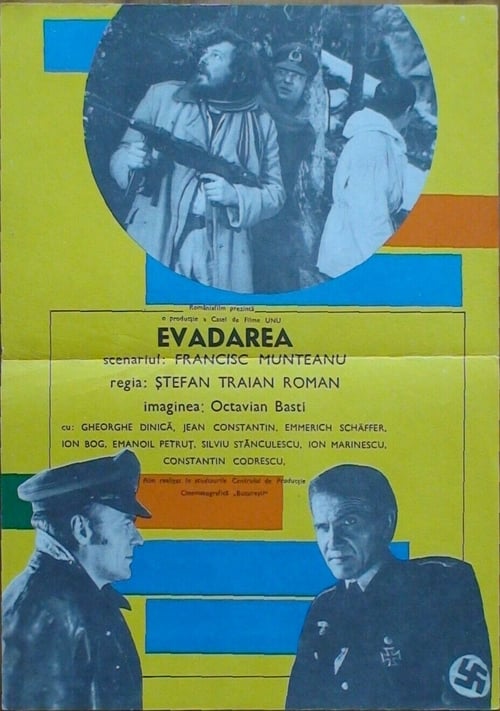 Româniafilm prezintă
o producție a Casei de Filme UNU
EVADAREA
scenariul: FRANCISC MUNTEANU
regia: ȘTEFAN TRAIAN ROMAN
imaginea: Octavian Basti
cu: GHEORGHE DINICĂ, JEAN CONSTANTIN, EMMERICH SCHÄFFER,
ION BOG, EMANOIL PETRUȚ, SILVIU STĂNCULESCU, ION MARINESCU,
CONSTANTIN CODRESCU,
film realizat în studiourile Centrului de Producție
Cinematografică „București"